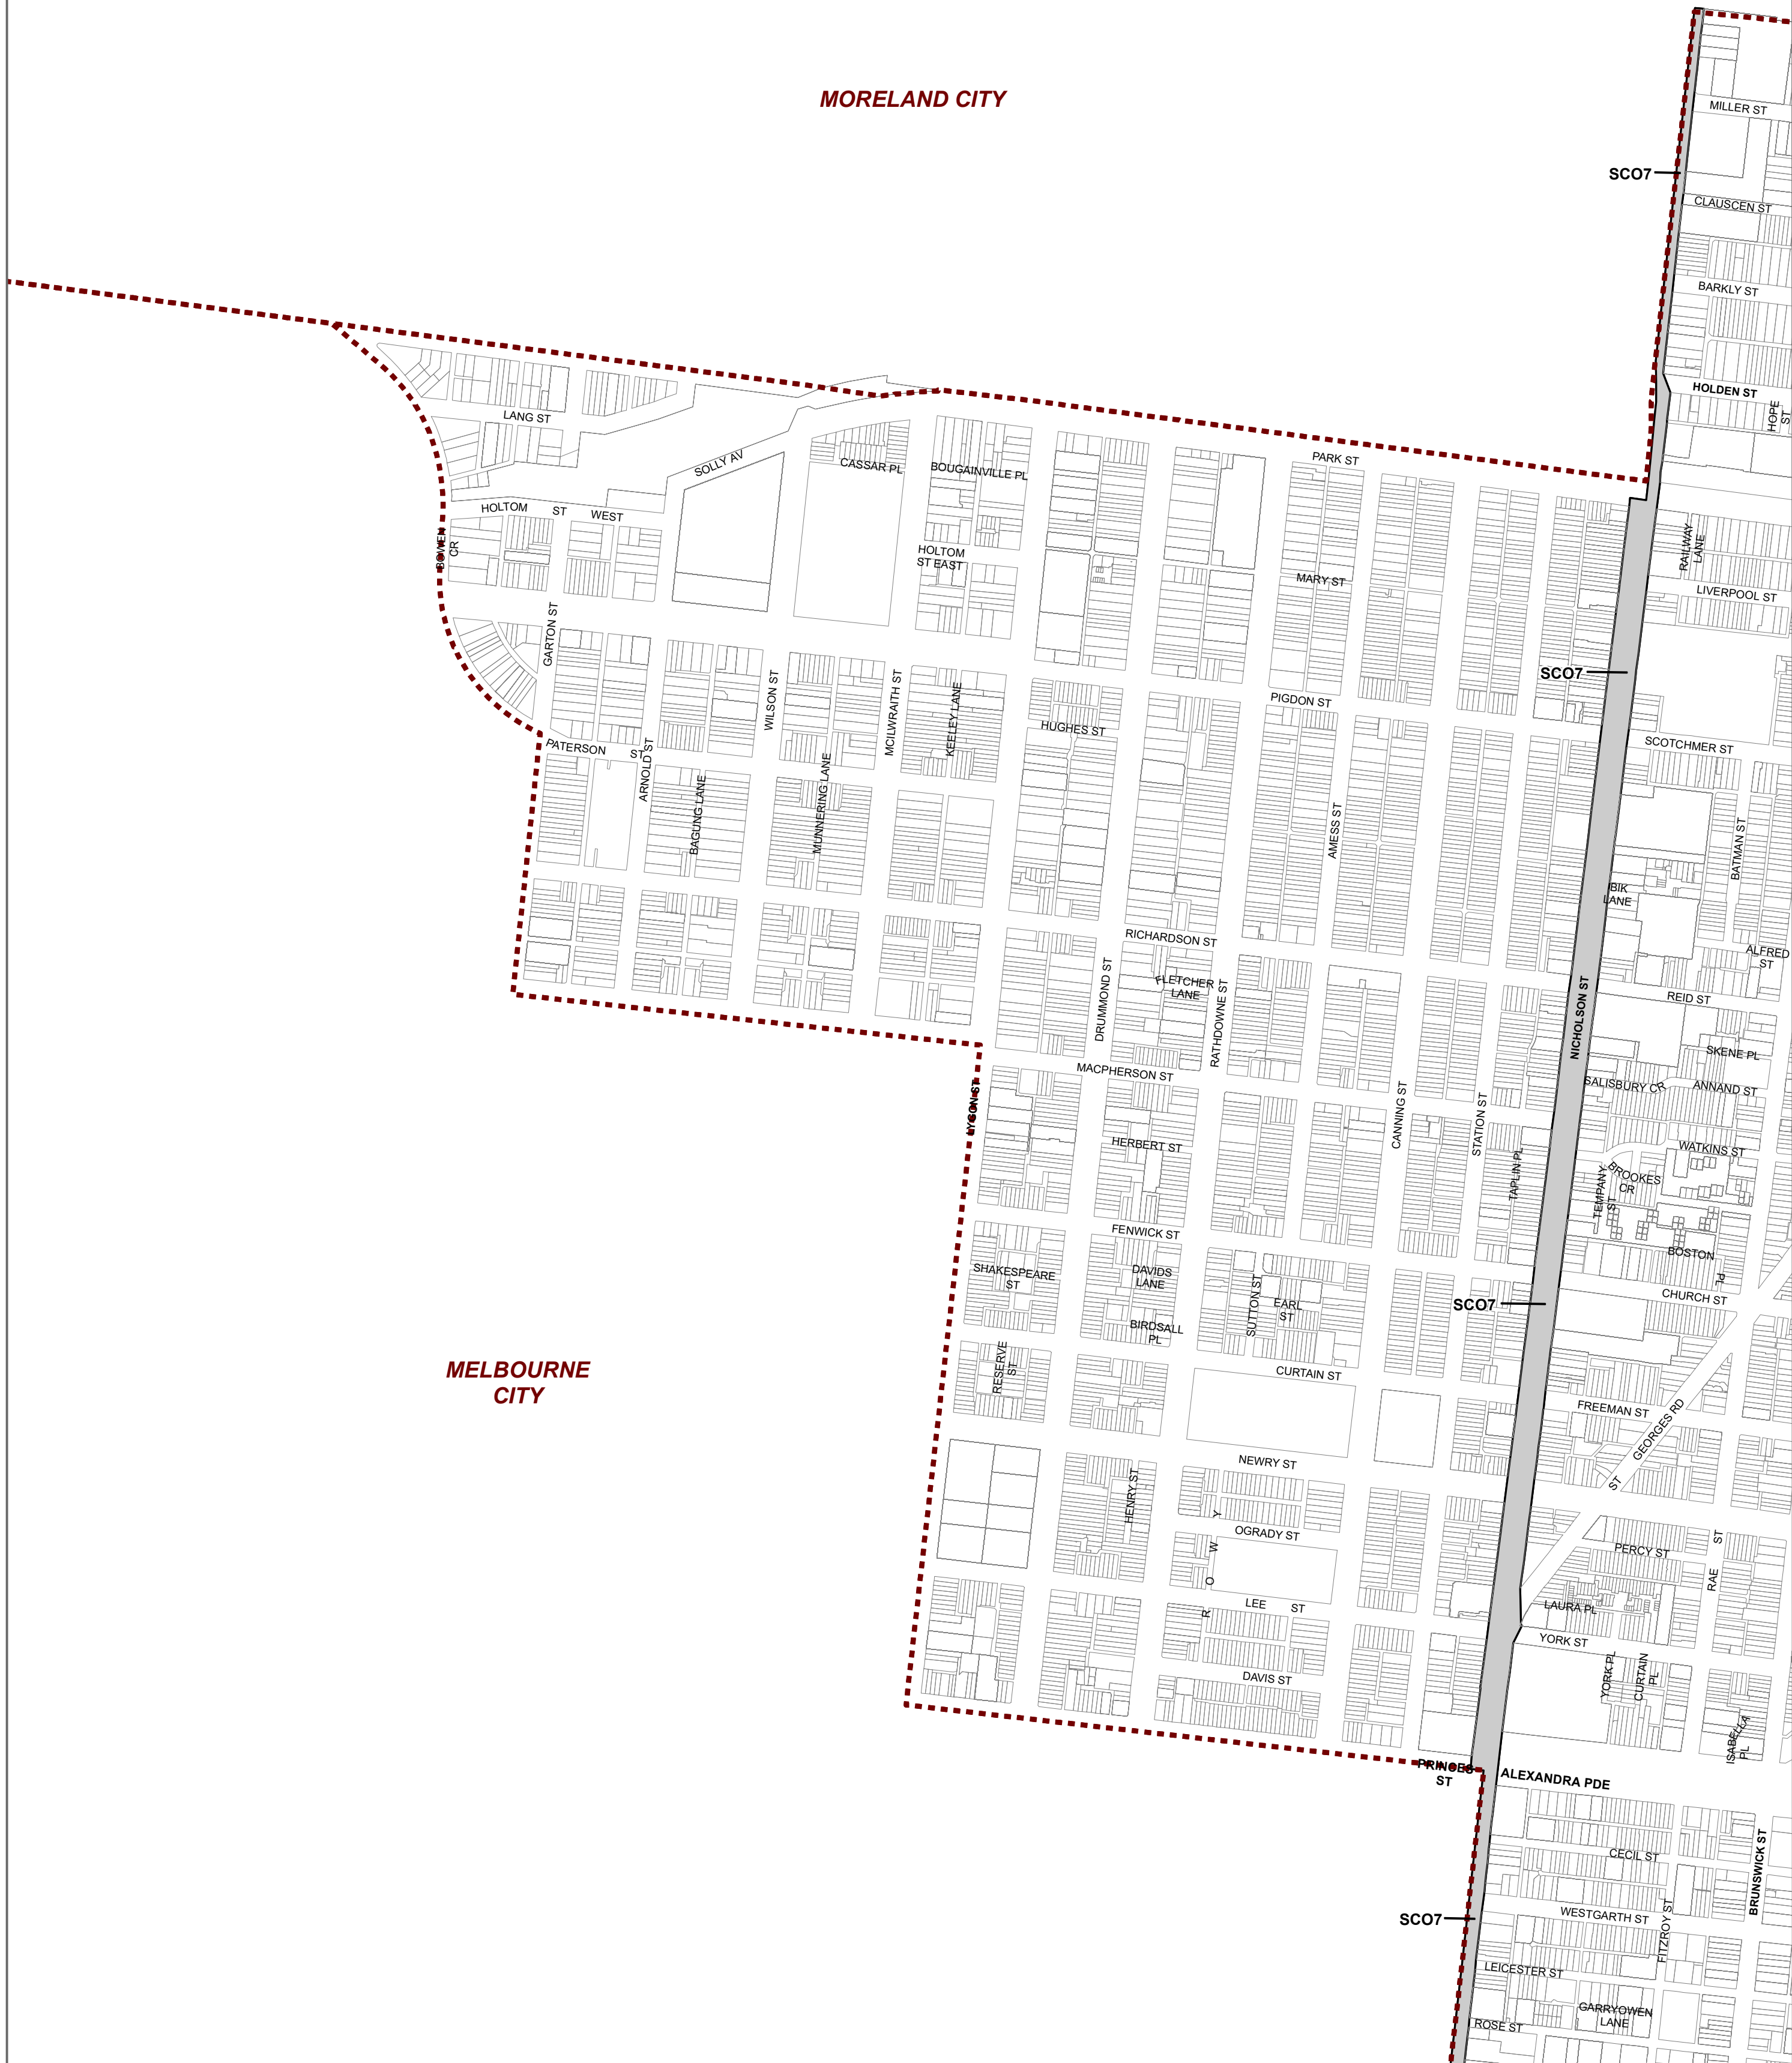 MORELAND CITY
MILLER ST
SCO7
CLAUSCEN ST
BARKLY ST
HOLDEN ST
HOPE
ST
LANG ST
SOLLY AV
CASSAR PL
BOUGAINVILLE PL
PARK ST
HOLTOM ST WEST
BOWEN
CR
HOLTOM
ST EAST
MARY ST
RAILWAY
LANE
LIVERPOOL ST
GARTON ST
SCO7
WILSON ST
MCILWRAITH ST
KEELEY LANE
PIGDON ST
HUGHES ST
SCOTCHMER ST
PATERSON ST
ARNOLD ST
BAGUNG LANE
MUNNERING LANE
AMESS ST
BATMAN ST
BIK
LANE
RICHARDSON ST
ALFRED
ST
FLETCHER
LANE
DRUMMOND ST
RATHDOWNE ST
NICHOLSON ST
REID ST
SKENE PL
MACPHERSON ST
SALISBURY CR
ANNAND ST
LYGON ST
CANNING ST
STATION ST
HERBERT ST
WATKINS ST
TAPLIN PL
BROOKES
CR
TEMPANY
ST
FENWICK ST
BOSTON PL
SHAKESPEARE
ST
DAVIDS
LANE
SUTTON ST
EARL
ST
SCO7
CHURCH ST
BIRDSALL
PL
RESERVE
ST
MELBOURNE
CITY
CURTAIN ST
FREEMAN ST
ST GEORGES RD
NEWRY ST
HENRY ST
ROWY
OGRADY ST
PERCY ST
RAE ST
LEE ST
LAURA PL
YORK ST
DAVIS ST
YORK PL
CURTAIN
PL
ISABELLA
PL
PRINCES
ST
ALEXANDRA PDE
CECIL ST
BRUNSWICK ST
SCO7
WESTGARTH ST
FITZROY ST
LEICESTER ST
GARRYOWEN
LANE
ROSE ST